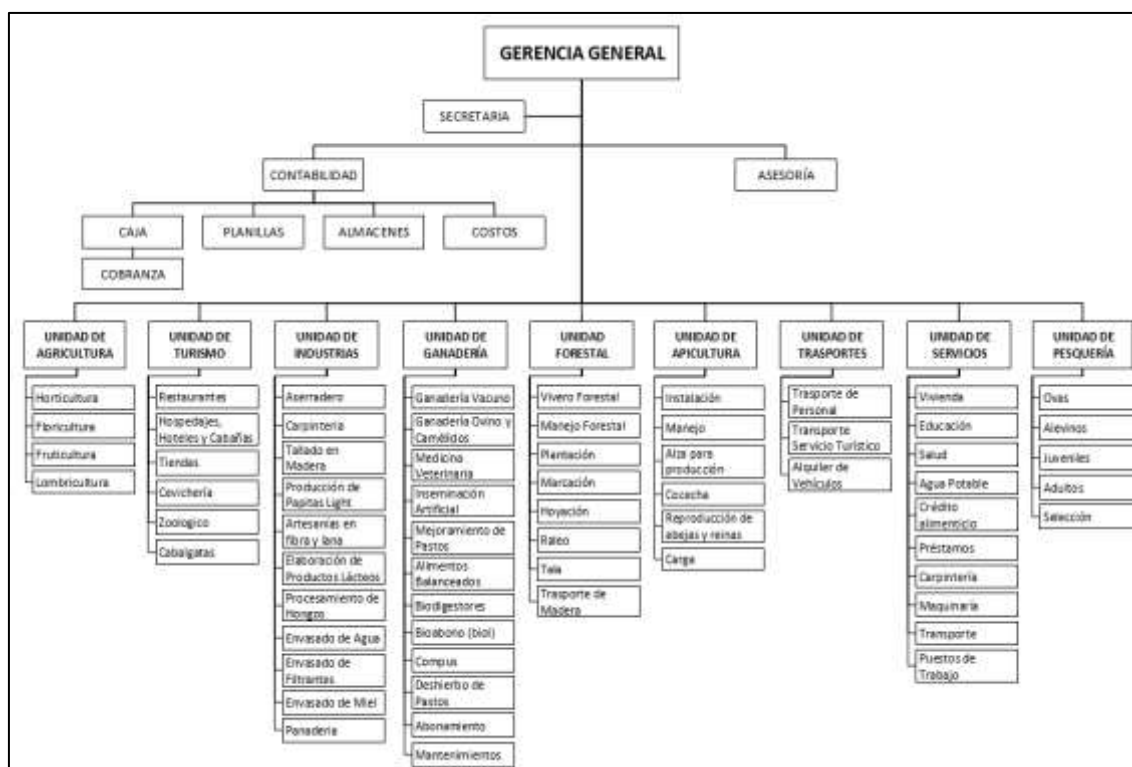 GERENCIA GENERAL
SECRETARIA
CONTABILIDAD
ASESORÍA
CAJA
PLANILLAS
ALMACENES
COSTOS
COBRANZA
UNIDAD DE
AGRICULTURA
Horticultura
Floricultura
Fruticultura
Lombricultura
UNIDAD DE
TURISMO
Restaurantes
Hospedajes,
Hoteles y Cabañas
Tiendas
Cevichería
Zoologico
Cabalgatas
UNIDAD DE
INDUSTRIAS
Aserradero
Carpintería
Tallado en
Madera
Producción de
Papitas Light
Artesanías en
fibra y lana
Elaboración de
Productos Lácteos
Procesamiento de
Hongos
Envasado de Agua
Envasado de
Filtrantes
Envasado de Miel
Panadería
UNIDAD DE
GANADERÍA
Ganadería Vacuno
Ganadería Ovino y
Camélidos
Medicina
Veterinaria
Inseminación
Artificial
Mejoramiento de
Pastos
Alimentos
Balanceados
Biodigestores
Bioabono (biol)
Compus
Deshierbo de
Pastos
Abonamiento
Mantenimientos
UNIDAD
FORESTAL
Vivero Forestal
Manejo Forestal
Plantación
Marcación
Hoyación
Raleo
Tala
Trasporte de
Madera
UNIDAD DE
APICULTURA
Instalación
Manejo
Alza para
producción
Cosecha
Reproducción de
abejas y reinas
Carga
UNIDAD DE
TRASPORTES
Trasporte de
Personal
Transporte
Servicio Turístico
Alquiler de
Vehículos
UNIDAD DE
SERVICIOS
Vivienda
Educación
Salud
Agua Potable
Crédito
alimenticio
Préstamos
Carpintería
Maquinaria
Transporte
Puestos de
Trabajo
UNIDAD DE
PESQUERÍA
Ovas
Alevinos
Juveniles
Adultos
Selección